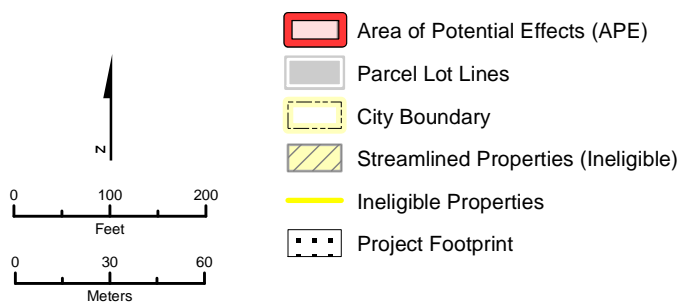 N
0 100 200
Feet
0 30 60
Meters
Area of Potential Effects (APE)
Parcel Lot Lines
City Boundary
Streamlined Properties (Ineligible)
Ineligible Properties
Project Footprint